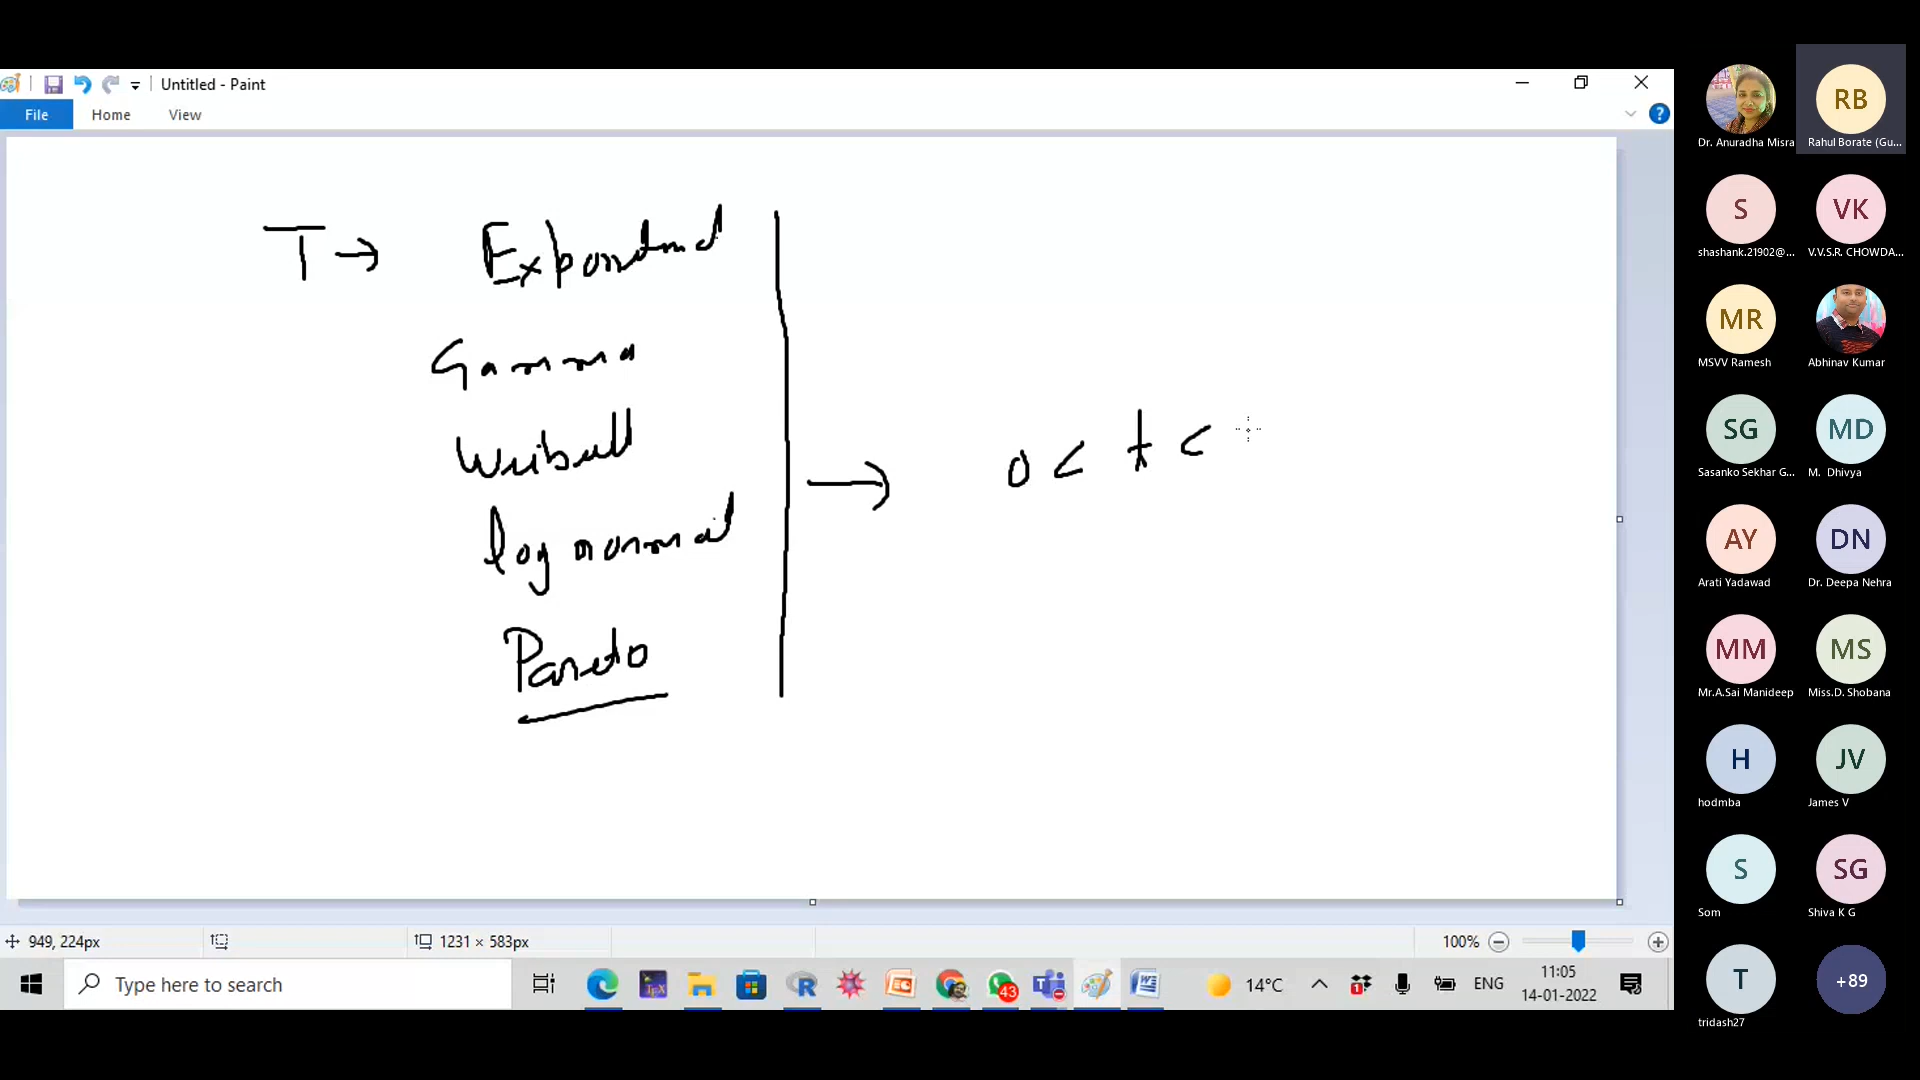 Untitled - Paint
File Home View
T → Exponential
Gamma
Weibull
log normal
Pareto
→ 0 < t <
949, 224px
1231 × 583px
100%
Type here to search
43
1
14°C
ENG
11:05
14-01-2022
RB
Dr. Anuradha Misra
Rahul Borate (Gu...
S
VK
shashank.21902@...
V.V.S.R. CHOWDA...
MR
MSVV Ramesh
Abhinav Kumar
SG
MD
Sasanko Sekhar G...
M. Dhivya
AY
DN
Arati Yadawad
Dr. Deepa Nehra
MM
MS
Mr.A.Sai Manideep
Miss.D. Shobana
H
JV
hodmba
James V
S
SG
Som
Shiva K G
T
+89
tridash27